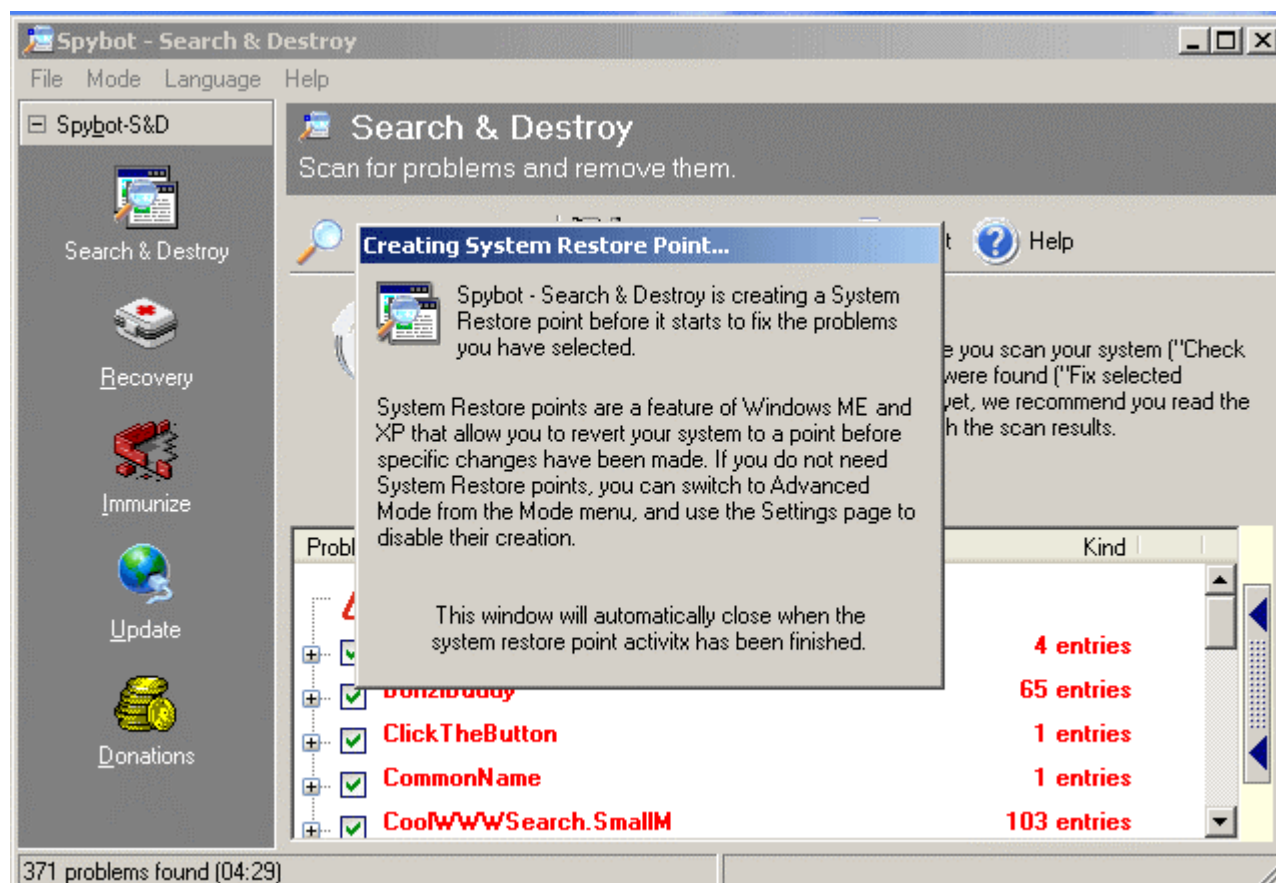 Spybot - Search & Destroy
File Mode Language Help
Spybot-S&D
Search & Destroy
Recovery
Immunize
Update
Donations
Search & Destroy
Scan for problems and remove them.
Help
Creating System Restore Point...
Spybot - Search & Destroy is creating a System
Restore point before it starts to fix the problems
you have selected.
System Restore points are a feature of Windows ME and
XP that allow you to revert your system to a point before
specific changes have been made. If you do not need
System Restore points, you can switch to Advanced
Mode from the Mode menu, and use the Settings page to
disable their creation.
This window will automatically close when the
system restore point activitx has been finished.
you scan your system ("Check
were found ("Fix selected
yet, we recommend you read the
the scan results.
Kind
4 entries
65 entries
ClickTheButton
1 entries
CommonName
1 entries
CoolWWWSearch.SmallM
103 entries
371 problems found (04:29)